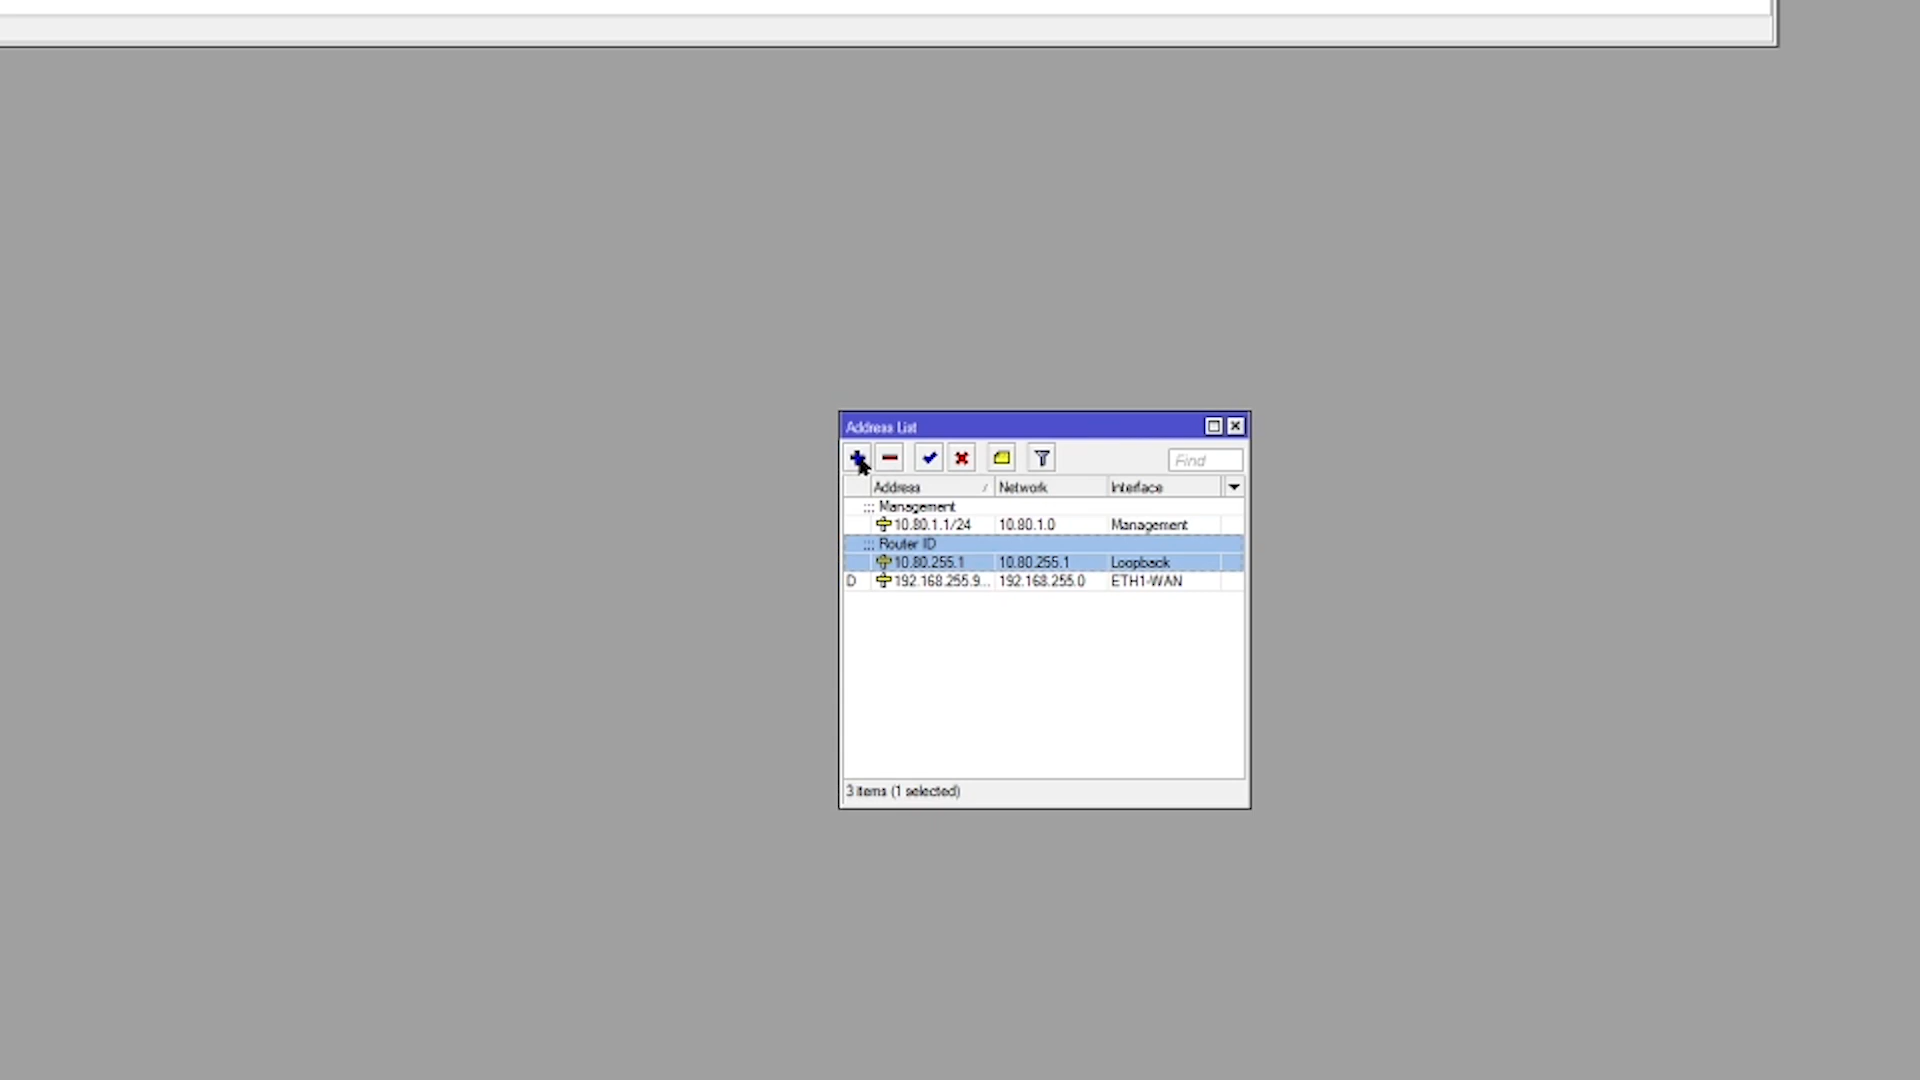 Address List
Find
Address / Network Interface
::: Management
10.80.1.1/24 10.80.1.0 Management
::: Router ID
10.80.255.1 10.80.255.1 Loopback
D 192.168.255.9... 192.168.255.0 ETH1-WAN
3 items (1 selected)